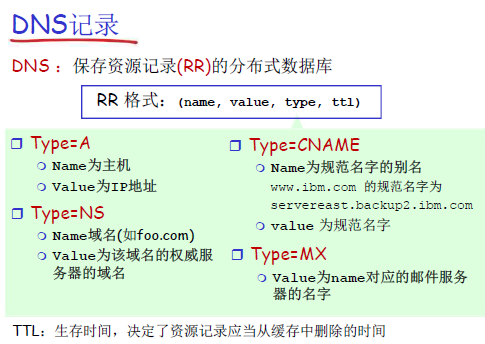 DNS记录
DNS ：保存资源记录(RR)的分布式数据库
RR 格式: (name, value, type, ttl)
Type=A
Name为主机
Value为IP地址
Type=NS
Name域名(如foo.com)
Value为该域名的权威服
务器的域名
Type=CNAME
Name为规范名字的别名
www.ibm.com 的规范名字为
servereast.backup2.ibm.com
value 为规范名字
Type=MX
Value为name对应的邮件服务
器的名字
TTL：生存时间，决定了资源记录应当从缓存中删除的时间